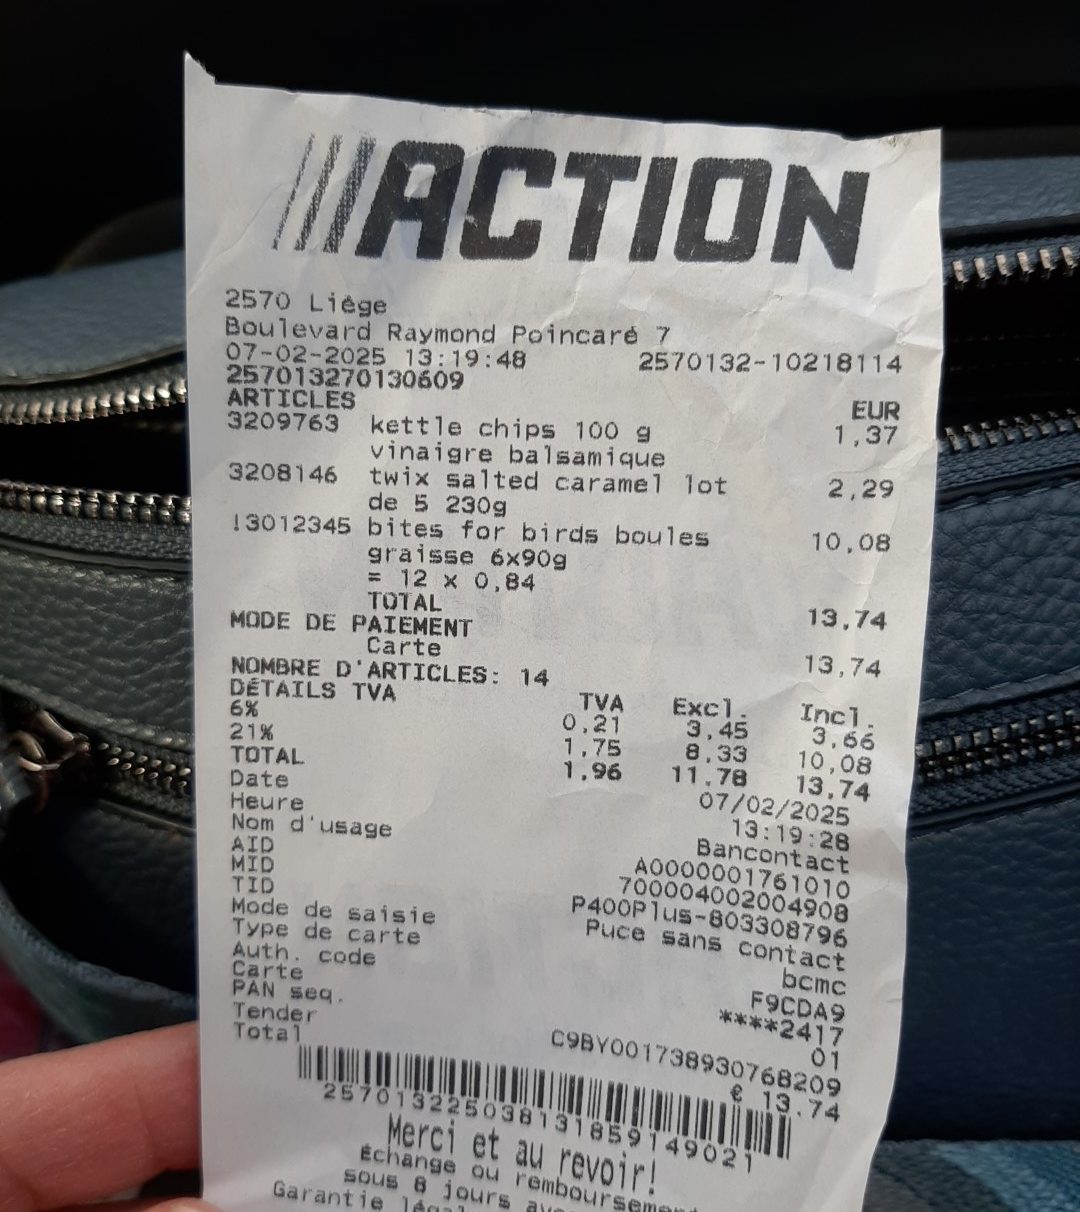 ACTION
2570 Liège
Boulevard Raymond Poincaré 7
07-02-2025 13:19:48 2570132-10218114
257013270130609
ARTICLES EUR
3209763 kettle chips 100 g 1,37
vinaigre balsamique
3208146 twix salted caramel lot 2,29
de 5 230g
!3012345 bites for birds boules 10,08
graisse 6x90g
= 12 x 0,84
TOTAL 13,74
MODE DE PAIEMENT
Carte 13,74
NOMBRE D'ARTICLES: 14
DÉTAILS TVA TVA Excl. Incl.
6% 0,21 3,45 3,66
21% 1,75 8,33 10,08
TOTAL 1,96 11,78 13,74
Date 07/02/2025
Heure 13:19:28
Nom d'usage Bancontact
AID A0000001761010
MID 7000040020049​08
TID P400Plus-803308796
Mode de saisie Puce sans contact
Type de carte bcmc
Auth. code F9CDA9
Carte ****2417
PAN seq. 01
Tender C9BY001738930768209
Total € 13.74
257013225038131859149021
Merci et au revoir!
Échange ou remboursement
sous 8 jours
Garantie